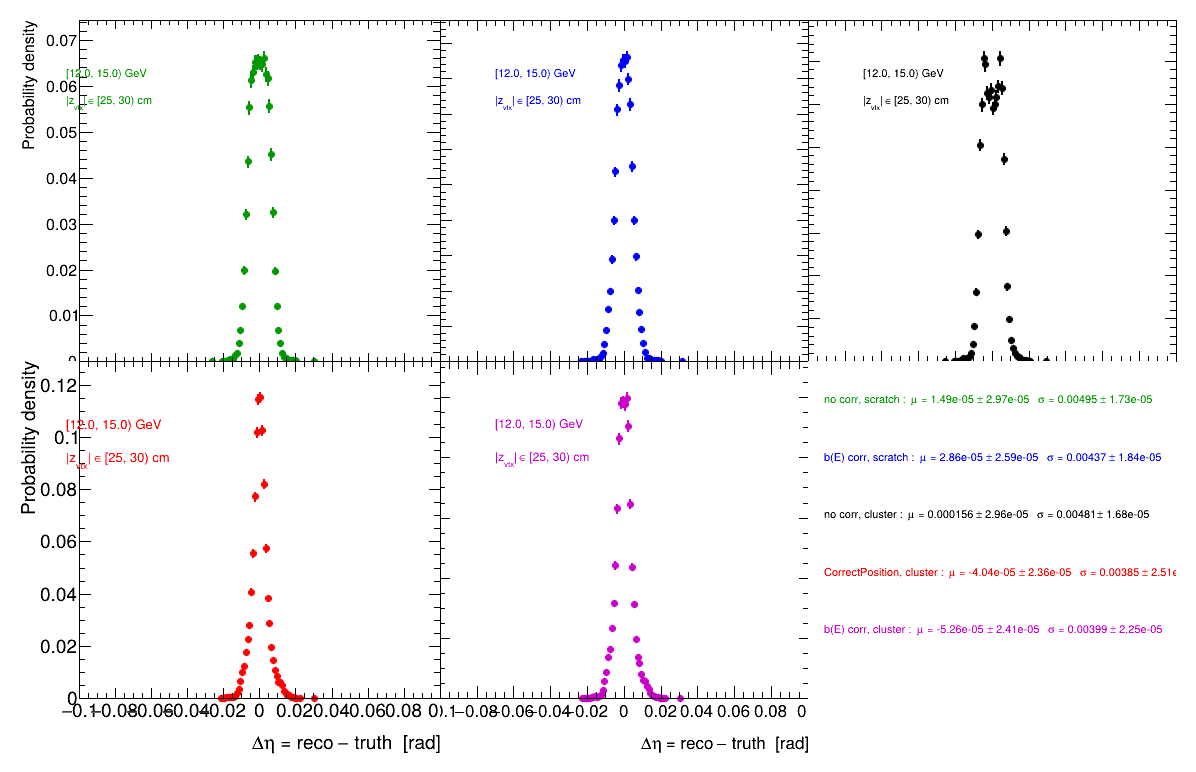 Probability density
0.07
0.06
0.05
0.04
0.03
0.02
0.01
0
[12.0, 15.0) GeV
|z_vtx| ∈ [25, 30) cm
[12.0, 15.0) GeV
|z_vtx| ∈ [25, 30) cm
[12.0, 15.0) GeV
|z_vtx| ∈ [25, 30) cm
Probability density
0.12
0.1
0.08
0.06
0.04
0.02
0
[12.0, 15.0) GeV
|z_vtx| ∈ [25, 30) cm
[12.0, 15.0) GeV
|z_vtx| ∈ [25, 30) cm
−0.1 −0.08 −0.06 −0.04 −0.02 0 0.02 0.04 0.06 0.08 0.1
−0.08 −0.06 −0.04 −0.02 0 0.02 0.04 0.06 0.08 0
Δη = reco − truth [rad]
Δη = reco − truth [rad]
no corr, scratch : μ = 1.49e-05 ± 2.97e-05 σ = 0.00495 ± 1.73e-05
b(E) corr, scratch : μ = 2.86e-05 ± 2.59e-05 σ = 0.00437 ± 1.84e-05
no corr, cluster : μ = 0.000156 ± 2.96e-05 σ = 0.00481 ± 1.68e-05
CorrectPosition, cluster : μ = -4.04e-05 ± 2.36e-05 σ = 0.00385 ± 2.51e
b(E) corr, cluster : μ = -5.26e-05 ± 2.41e-05 σ = 0.00399 ± 2.25e-05